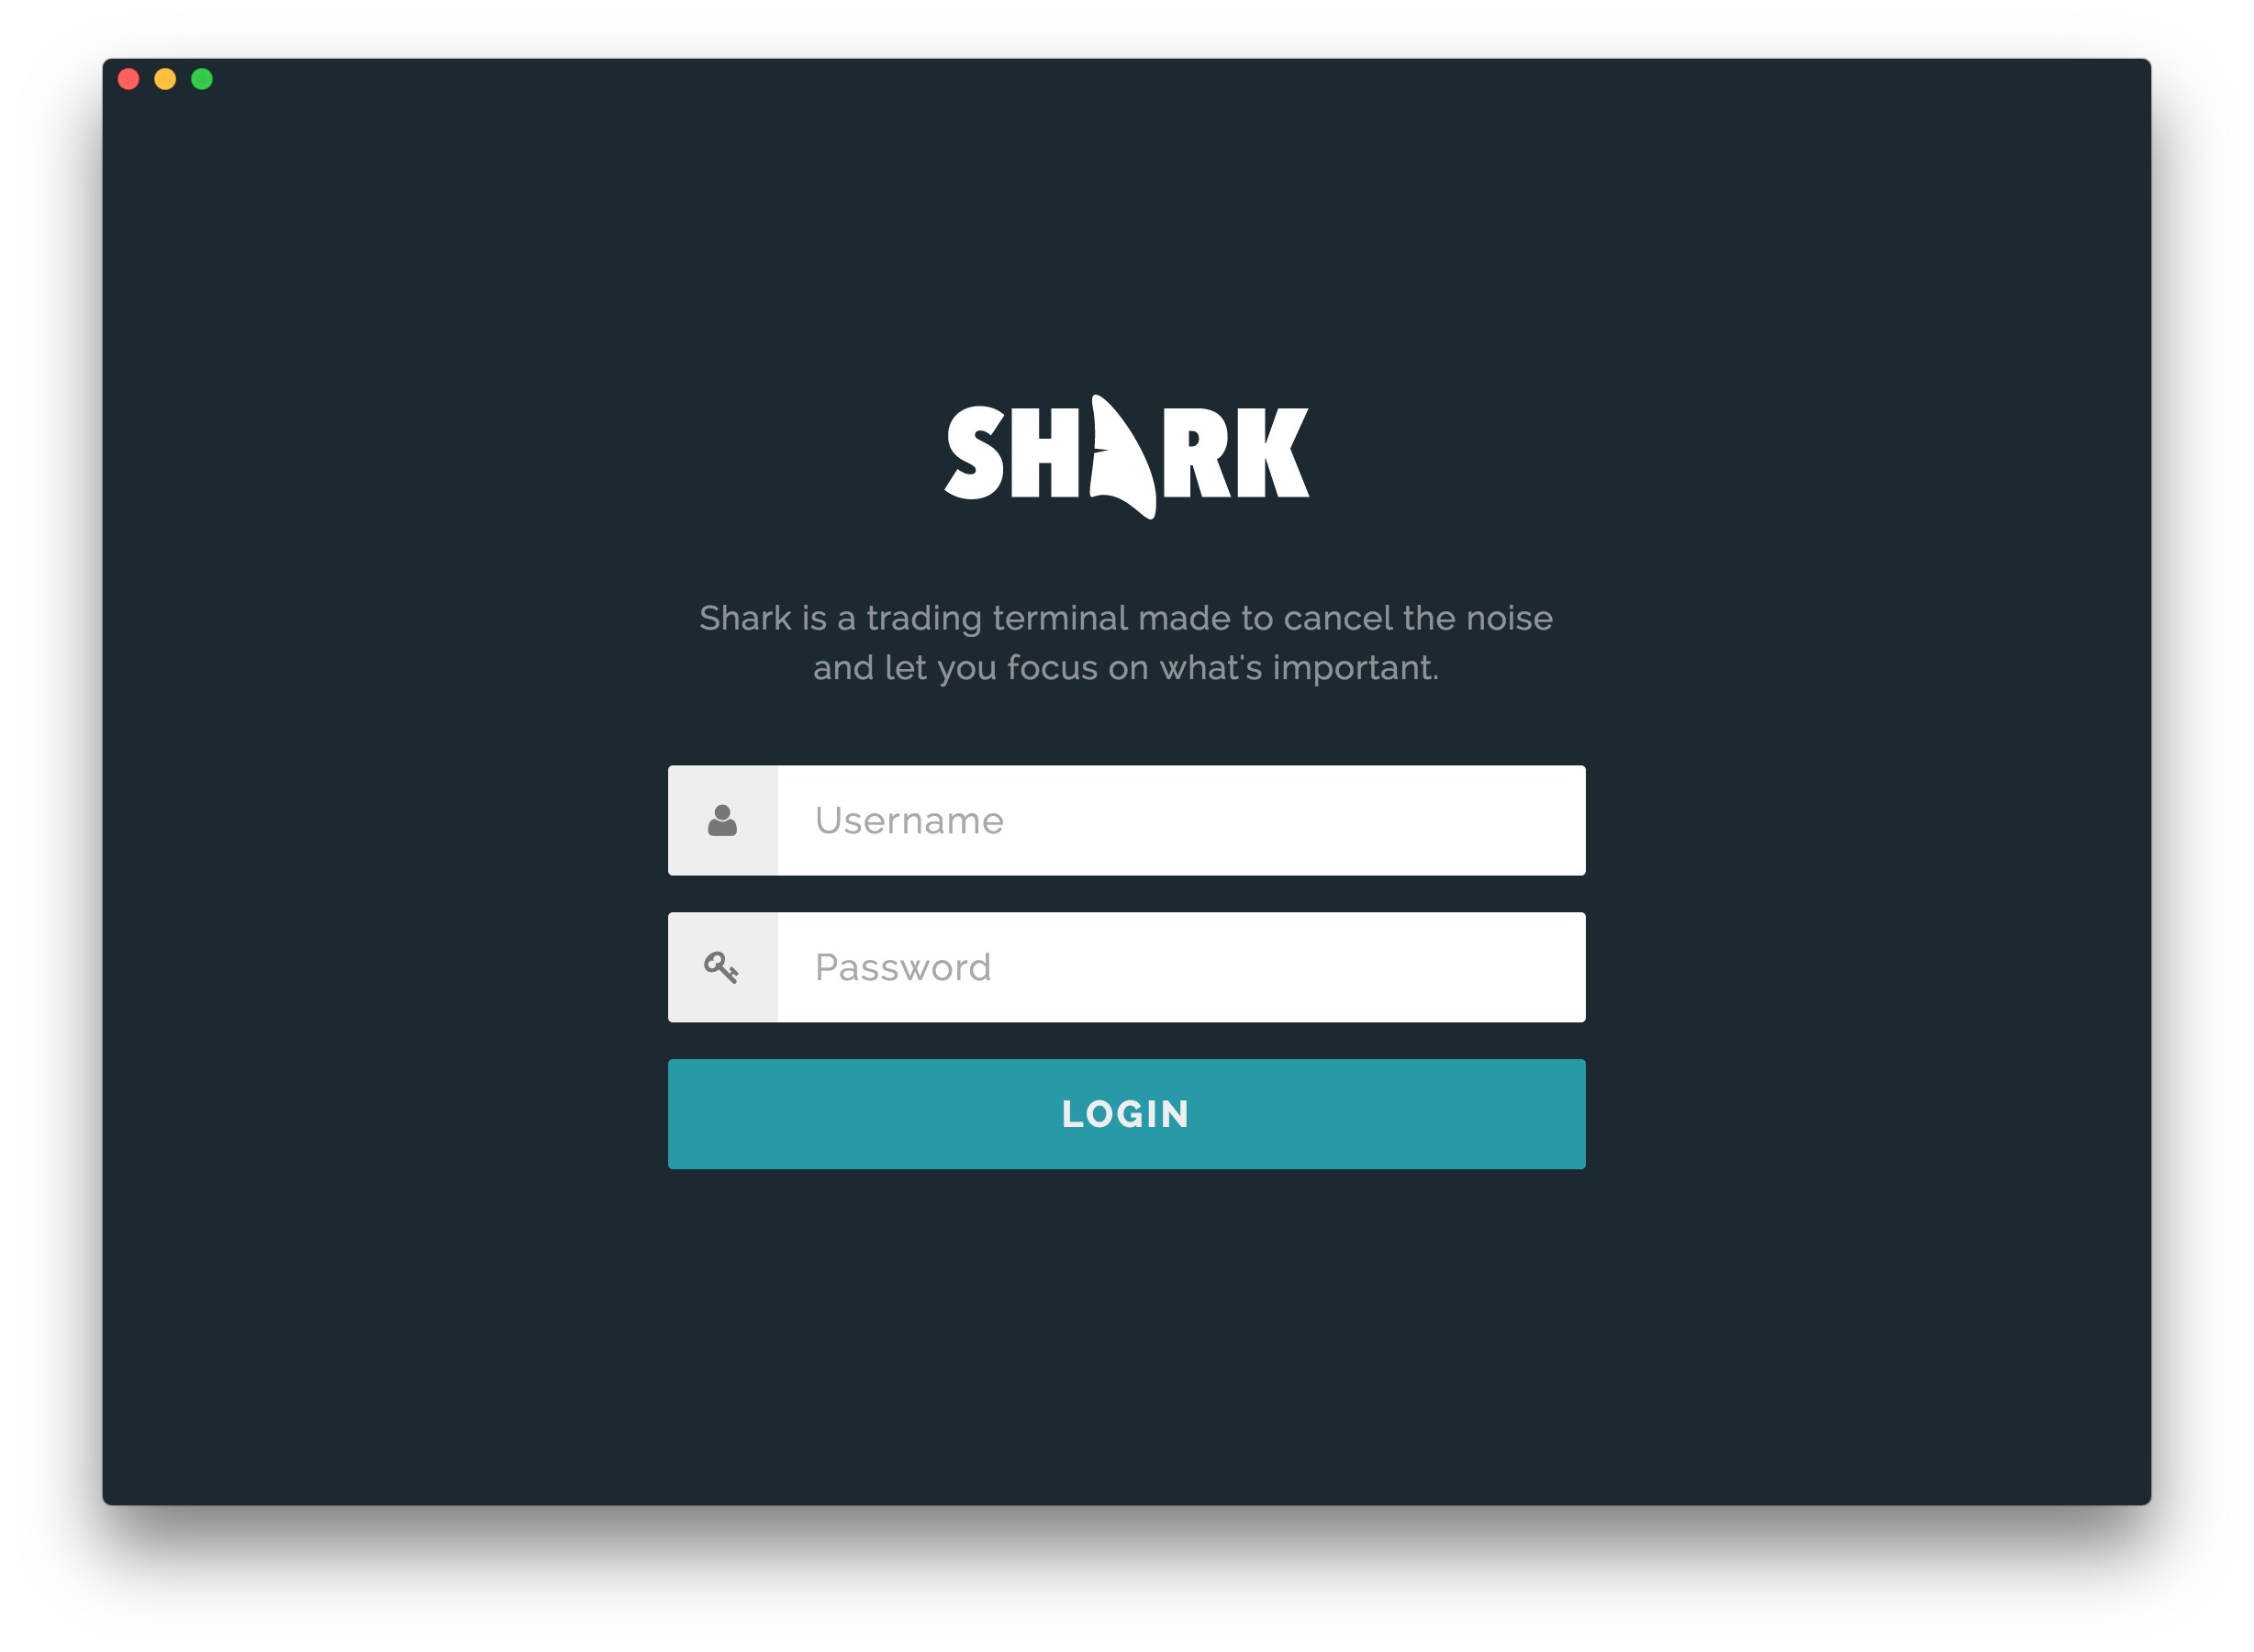 SHARK
Shark is a trading terminal made to cancel the noise
and let you focus on what's important.
Username
Password
LOGIN